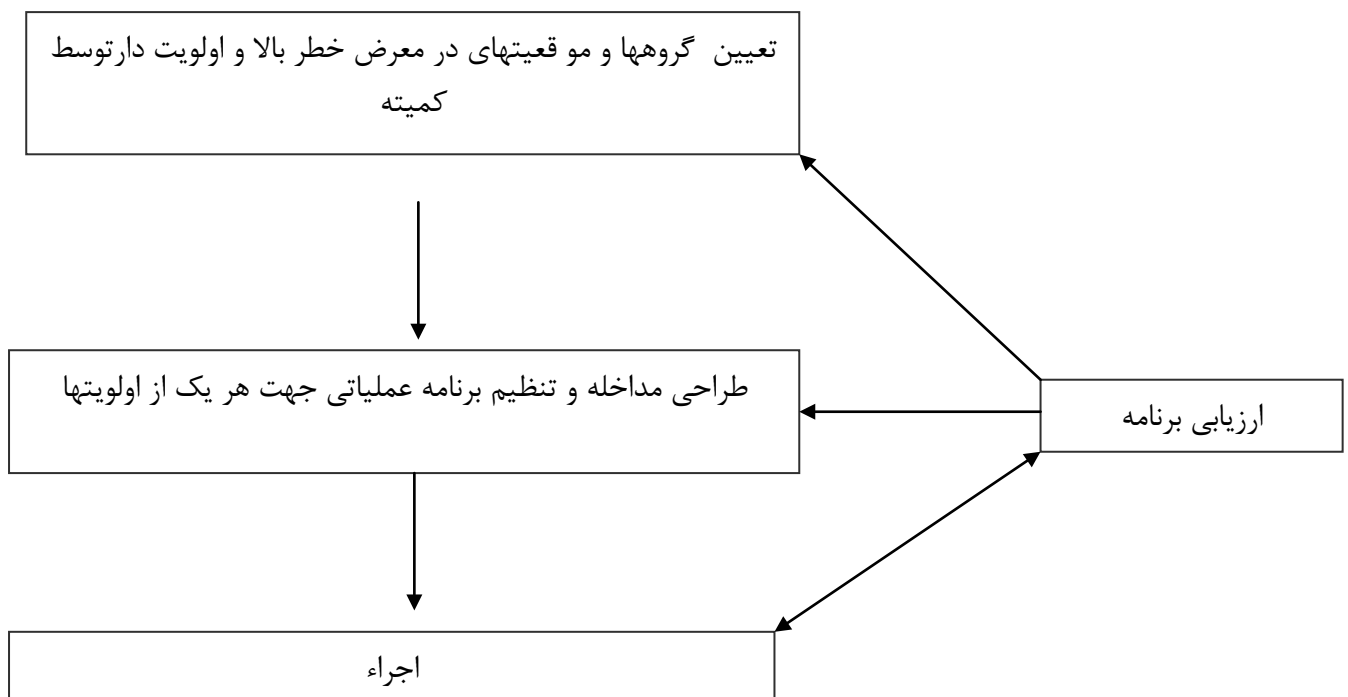 تعیین گروهها و مو قعیتهای در معرض خطر بالا و اولویت دارتوسط
کمیته
طراحی مداخله و تنظیم برنامه عملیاتی جهت هر یک از اولویتها
ارزیابی برنامه
اجراء